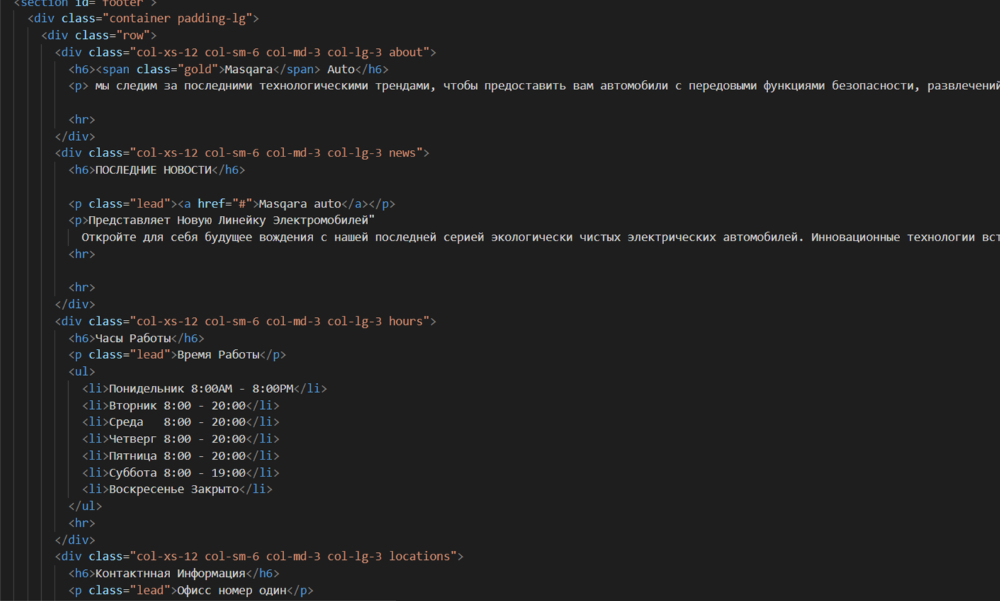 <section id="footer">
<div class="container padding-lg">
<div class="row">
<div class="col-xs-12 col-sm-6 col-md-3 col-lg-3 about">
<h6><span class="gold">Masqara</span> Auto</h6>
<p> мы следим за последними технологическими трендами, чтобы предоставить вам автомобили с передовыми функциями безопасности, развлечений
<hr>
</div>
<div class="col-xs-12 col-sm-6 col-md-3 col-lg-3 news">
<h6>ПОСЛЕДНИЕ НОВОСТИ</h6>
<p class="lead"><a href="#">Masqara auto</a></p>
<p>Представляет Новую Линейку Электромобилей"
Откройте для себя будущее вождения с нашей последней серией экологически чистых электрических автомобилей. Инновационные технологии вст
<hr>
<hr>
</div>
<div class="col-xs-12 col-sm-6 col-md-3 col-lg-3 hours">
<h6>Часы Работы</h6>
<p class="lead">Время Работы</p>
<ul>
<li>Понидельник 8:00AM - 8:00PM</li>
<li>Вторник 8:00 - 20:00</li>
<li>Среда   8:00 - 20:00</li>
<li>Четверг 8:00 - 20:00</li>
<li>Пятница 8:00 - 20:00</li>
<li>Суббота 8:00 - 19:00</li>
<li>Воскресенье Закрыто</li>
</ul>
<hr>
</div>
<div class="col-xs-12 col-sm-6 col-md-3 col-lg-3 locations">
<h6>Контактнная Информация</h6>
<p class="lead">Офисс номер один</p>